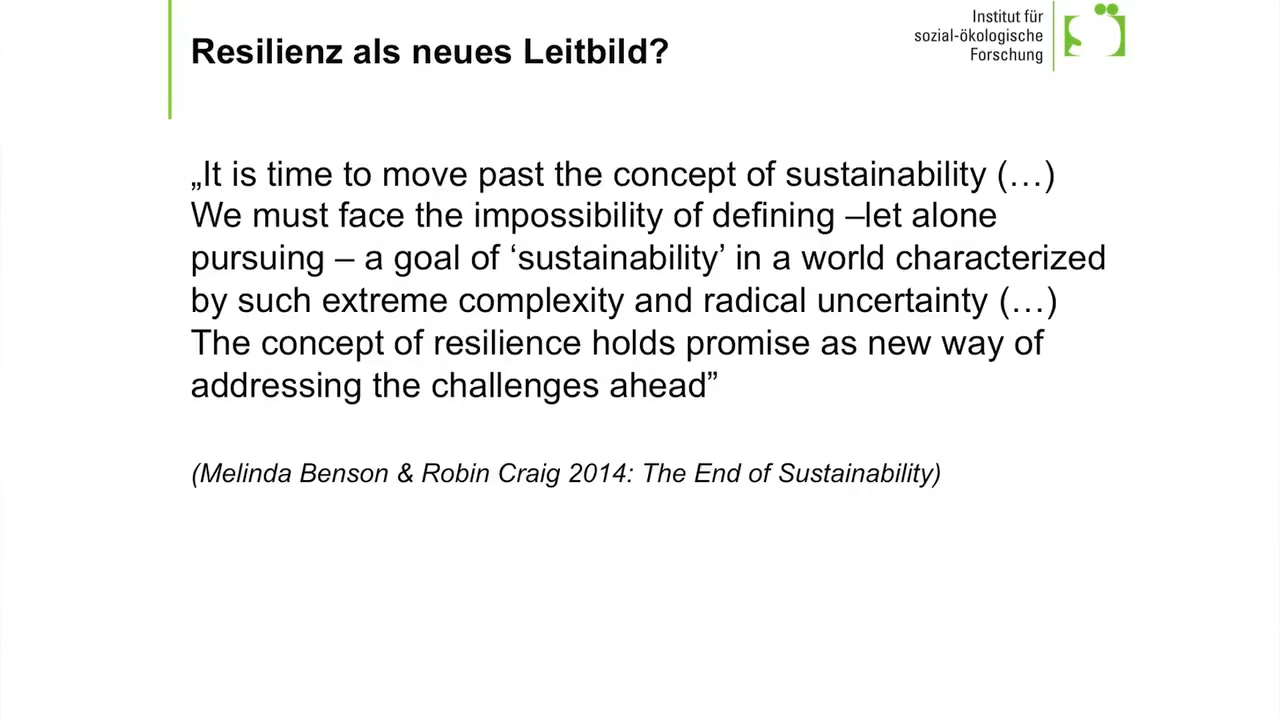 Resilienz als neues Leitbild?
Institut für
sozial-ökologische
Forschung
„It is time to move past the concept of sustainability (…)
We must face the impossibility of defining –let alone
pursuing – a goal of ‘sustainability’ in a world characterized
by such extreme complexity and radical uncertainty (…)
The concept of resilience holds promise as new way of
addressing the challenges ahead”
(Melinda Benson & Robin Craig 2014: The End of Sustainability)